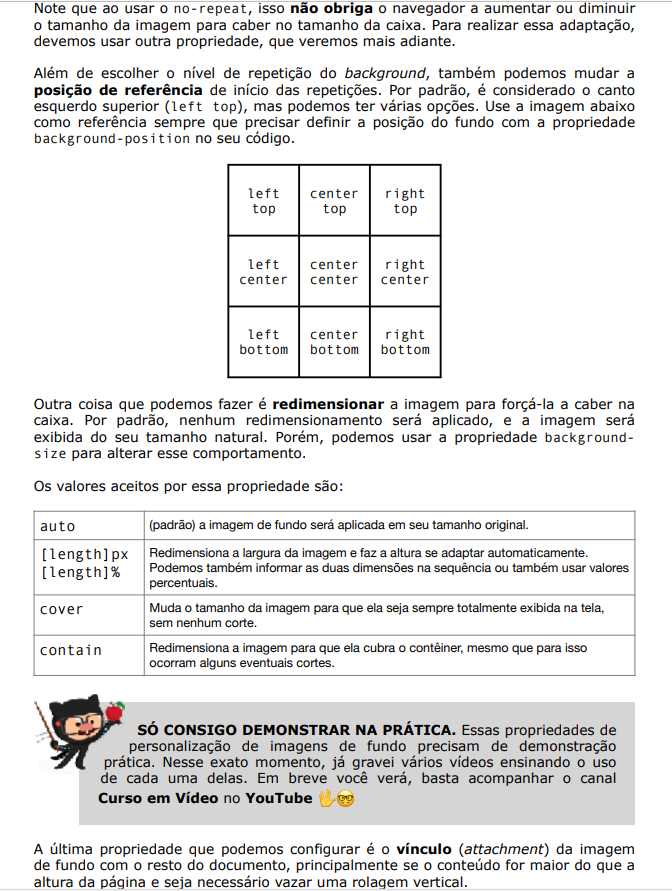 Note que ao usar o no-repeat, isso não obriga o navegador a aumentar ou diminuir
o tamanho da imagem para caber no tamanho da caixa. Para realizar essa adaptação,
devemos usar outra propriedade, que veremos mais adiante.
Além de escolher o nível de repetição do background, também podemos mudar a
posição de referência de início das repetições. Por padrão, é considerado o canto
esquerdo superior (left top), mas podemos ter várias opções. Use a imagem abaixo
como referência sempre que precisar definir a posição do fundo com a propriedade
background-position no seu código.
left top
center top
right top
left center
center center
right center
left bottom
center bottom
right bottom
Outra coisa que podemos fazer é redimensionar a imagem para forçá-la a caber na
caixa. Por padrão, nenhum redimensionamento será aplicado, e a imagem será
exibida do seu tamanho natural. Porém, podemos usar a propriedade background-
size para alterar esse comportamento.
Os valores aceitos por essa propriedade são:
auto
(padrão) a imagem de fundo será aplicada em seu tamanho original.
[length]px
[length]%
Redimensiona a largura da imagem e faz a altura se adaptar automaticamente.
Podemos também informar as duas dimensões na sequência ou também usar valores
percentuais.
cover
Muda o tamanho da imagem para que ela seja sempre totalmente exibida na tela,
sem nenhum corte.
contain
Redimensiona a imagem para que ela cubra o contêiner, mesmo que para isso
ocorram alguns eventuais cortes.
SÓ CONSIGO DEMONSTRAR NA PRÁTICA. Essas propriedades de
personalização de imagens de fundo precisam de demonstração
prática. Nesse exato momento, já gravei vários vídeos ensinando o uso
de cada uma delas. Em breve você verá, basta acompanhar o canal
Curso em Vídeo no YouTube 🖖🤓
A última propriedade que podemos configurar é o vínculo (attachment) da imagem
de fundo com o resto do documento, principalmente se o conteúdo for maior do que a
altura da página e seja necessário vazar uma rolagem vertical.